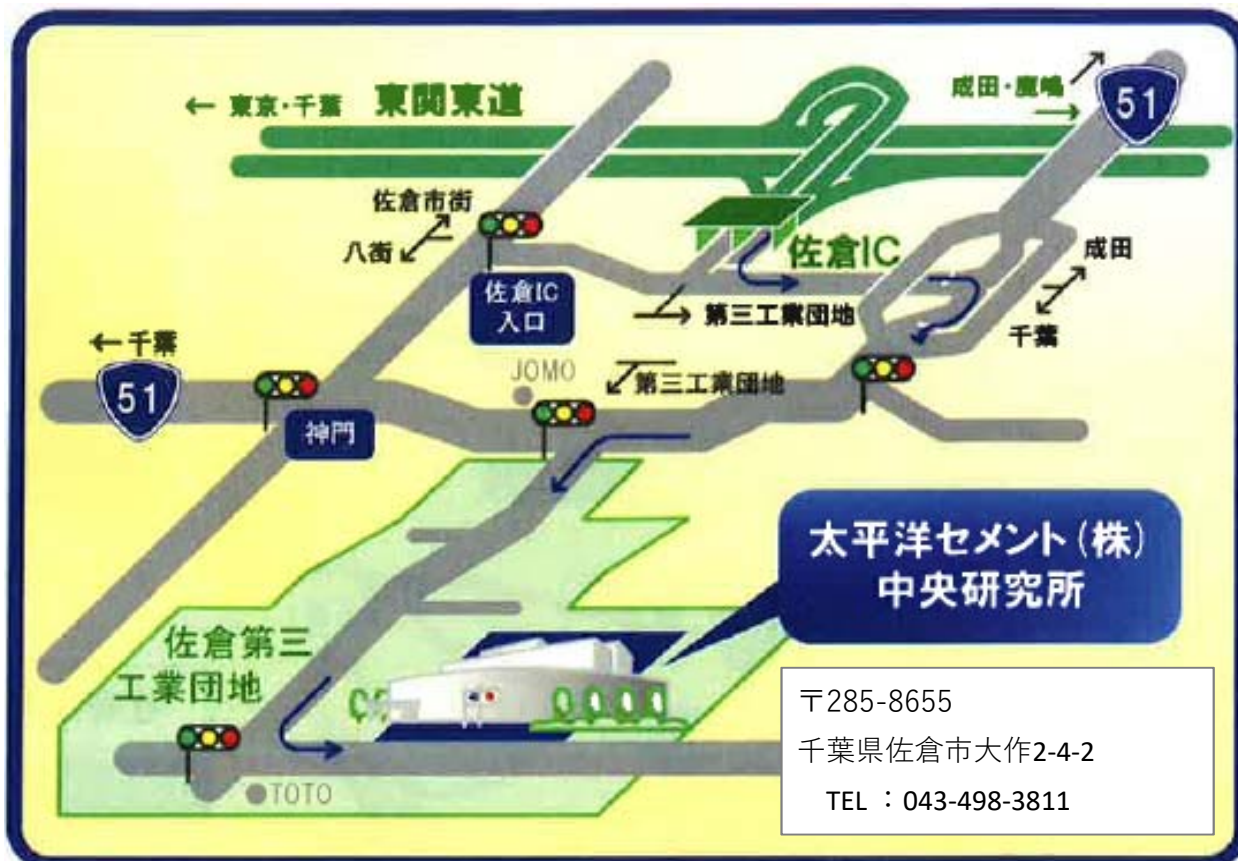 ← 東京・千葉 東関東道
成田・鹿嶋
51
佐倉市街
八街
佐倉IC
成田
佐倉IC
入口
第三工業団地
千葉
←千葉
JOMO
第三工業団地
51
神門
太平洋セメント(株)
中央研究所
佐倉第三
工業団地
〒285-8655
千葉県佐倉市大作2-4-2
TEL : 043-498-3811
TOTO